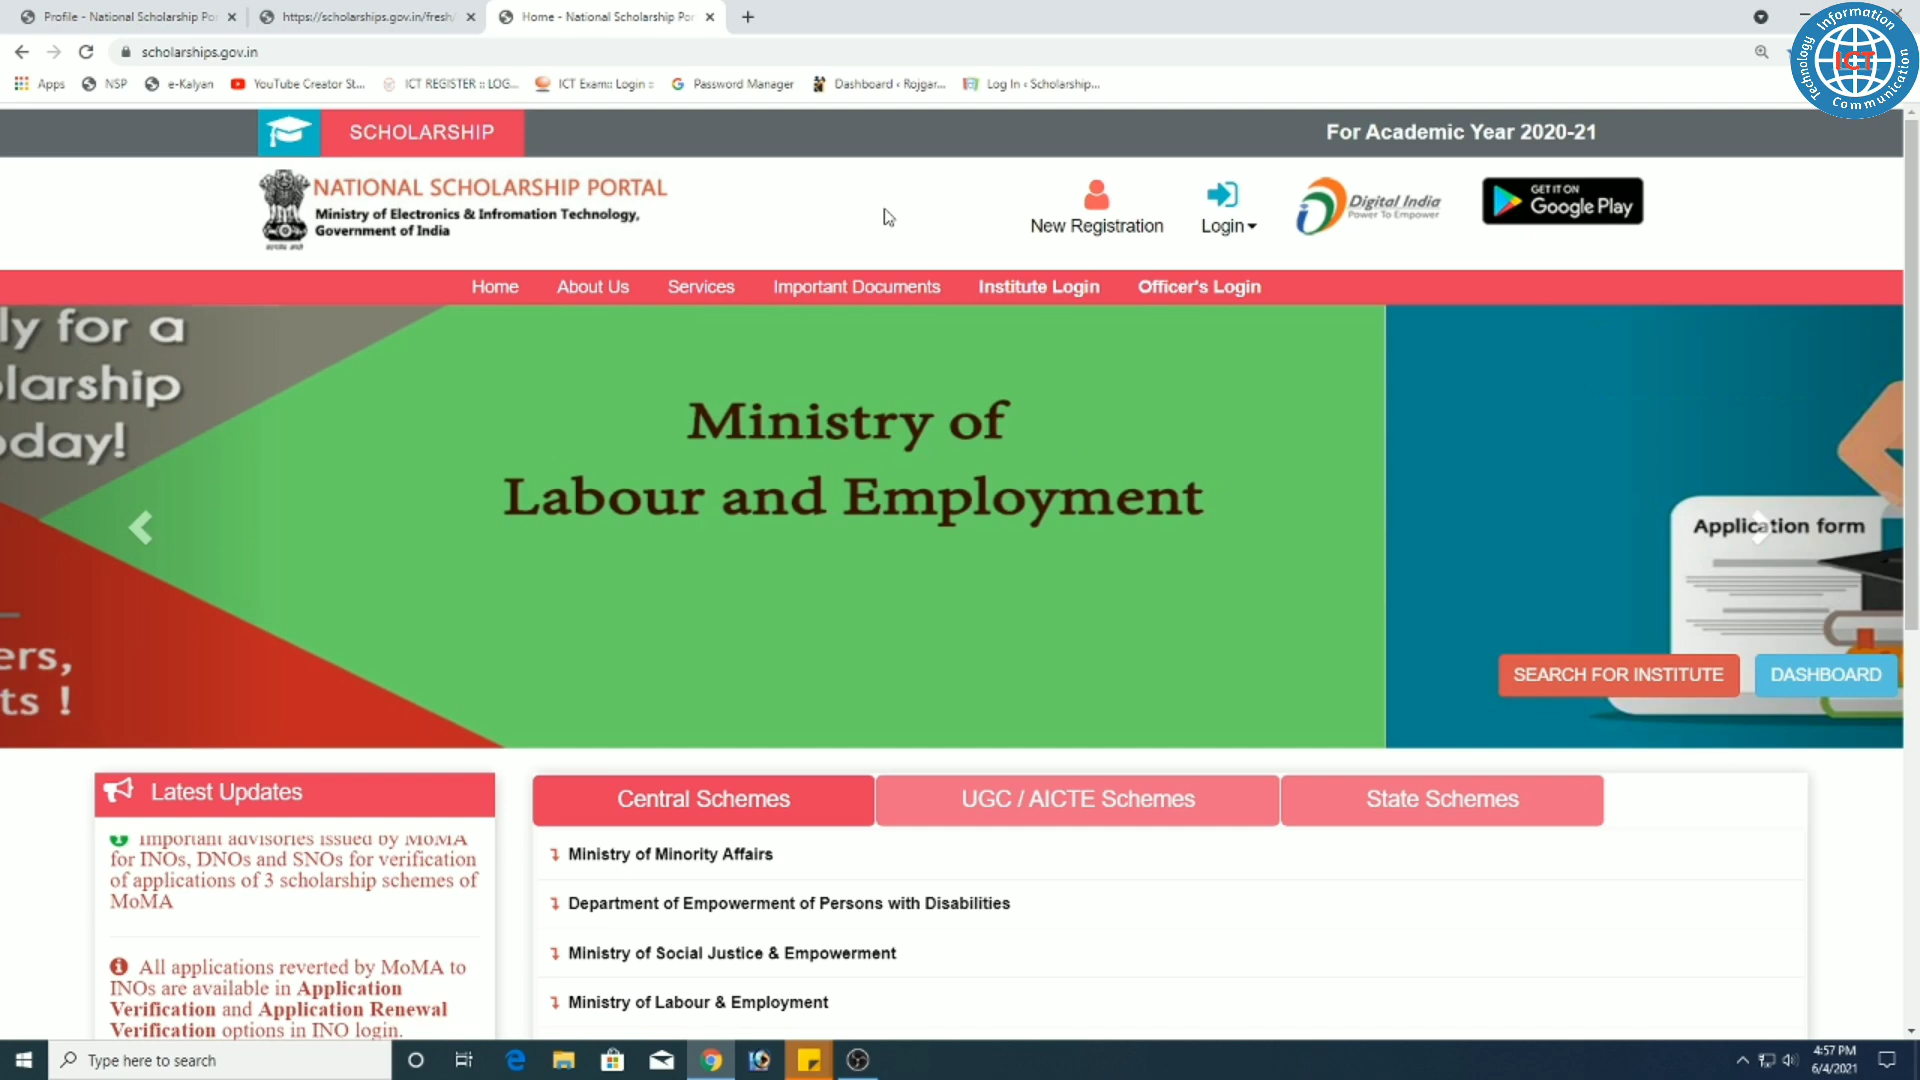 Profile - National Scholarship Po
https://scholarships.gov.in/fresh/
Home - National Scholarship Por
scholarships.gov.in
Apps
NSP
e-Kalyan
YouTube Creator St...
ICT REGISTER :: LOG...
ICT Exam:: Login ::
Password Manager
Dashboard ‹ Rojgar...
Log In ‹ Scholarship...
Information
Communication
Technology
ICT
SCHOLARSHIP
For Academic Year 2020-21
NATIONAL SCHOLARSHIP PORTAL
Ministry of Electronics & Infromation Technology,
Government of India
New Registration
Login
Digital India
Power To Empower
GET IT ON
Google Play
Home
About Us
Services
Important Documents
Institute Login
Officer's Login
ly for a
olarship
oday!
ers,
ts !
Ministry of
Labour and Employment
Application form
SEARCH FOR INSTITUTE
DASHBOARD
Latest Updates
Important advisories issued by MoMA
for INOs, DNOs and SNOs for verification
of applications of 3 scholarship schemes of
MoMA
All applications reverted by MoMA to
INOs are available in Application
Verification and Application Renewal
Verification options in INO login.
Central Schemes
UGC / AICTE Schemes
State Schemes
Ministry of Minority Affairs
Department of Empowerment of Persons with Disabilities
Ministry of Social Justice & Empowerment
Ministry of Labour & Employment
Type here to search
4:57 PM
6/4/2021